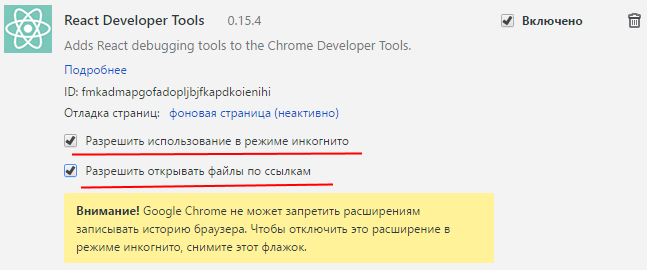 React Developer Tools 0.15.4 Включено
Adds React debugging tools to the Chrome Developer Tools.
Подробнее
ID: fmkadmapgofadopljbjfkapdkoienihi
Отладка страниц: фоновая страница (неактивно)
Разрешить использование в режиме инкогнито
Разрешить открывать файлы по ссылкам
Внимание! Google Chrome не может запретить расширениям
записывать историю браузера. Чтобы отключить это расширение в
режиме инкогнито, снимите этот флажок.